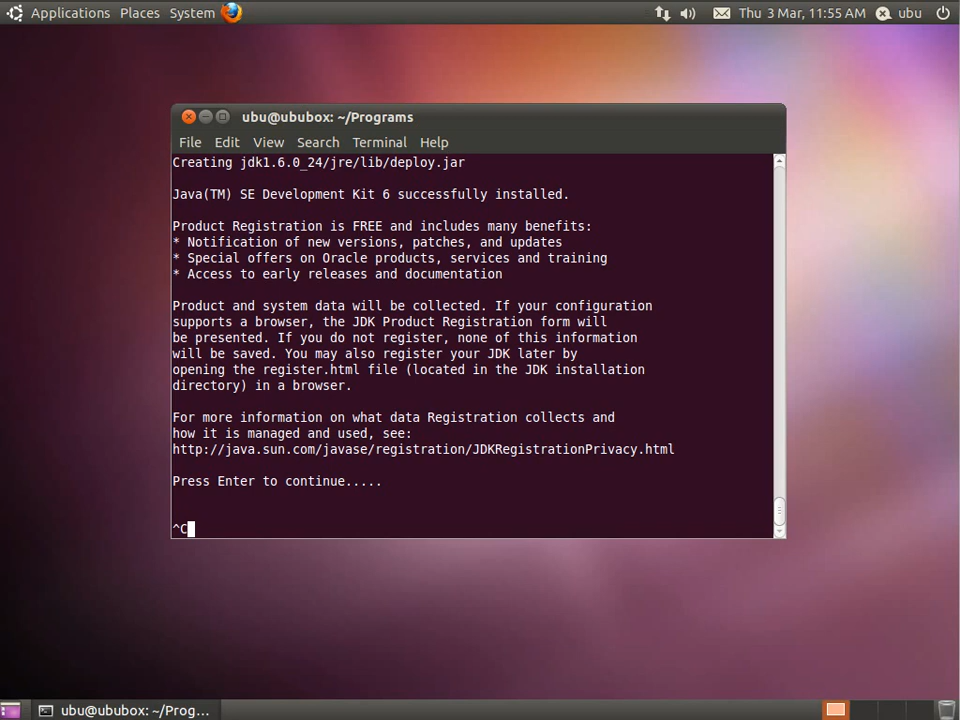 Applications Places System Thu 3 Mar, 11:55 AM ubu
ubu@ububox: ~/Programs
File Edit View Search Terminal Help
Creating jdk1.6.0_24/jre/lib/deploy.jar
Java(TM) SE Development Kit 6 successfully installed.
Product Registration is FREE and includes many benefits:
* Notification of new versions, patches, and updates
* Special offers on Oracle products, services and training
* Access to early releases and documentation
Product and system data will be collected. If your configuration
supports a browser, the JDK Product Registration form will
be presented. If you do not register, none of this information
will be saved. You may also register your JDK later by
opening the register.html file (located in the JDK installation
directory) in a browser.
For more information on what data Registration collects and
how it is managed and used, see:
http://java.sun.com/javase/registration/JDKRegistrationPrivacy.html
Press Enter to continue.....
^C
ubu@ububox: ~/Prog...